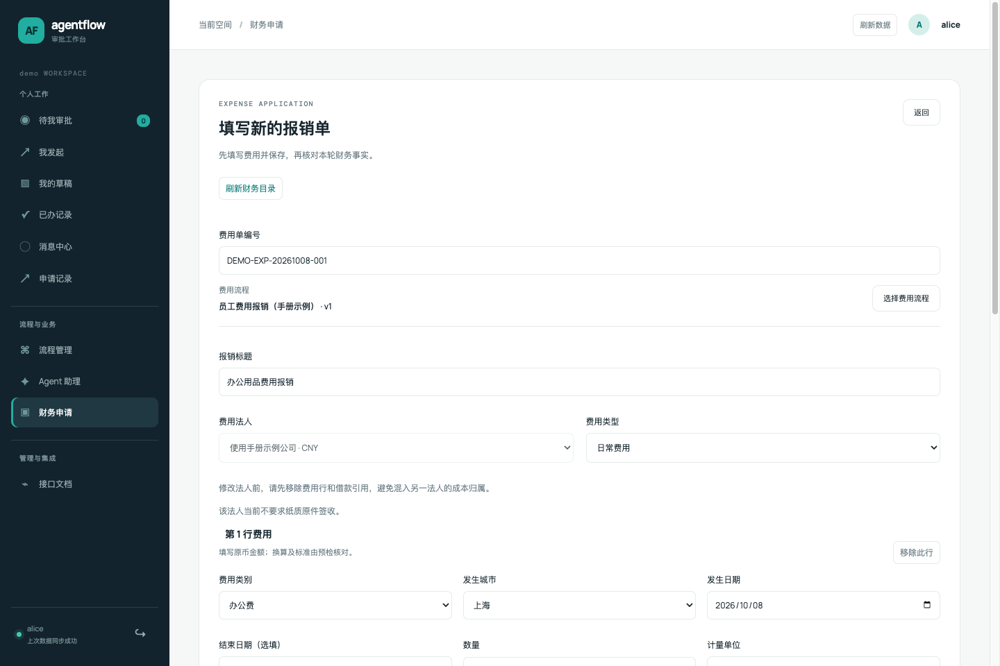 AF
agentflow
审批工作台
demo WORKSPACE
个人工作
待我审批
0
我发起
我的草稿
已办记录
消息中心
申请记录
流程与业务
流程管理
Agent 助理
财务申请
管理与集成
接口文档
alice
上次数据同步成功
当前空间 / 财务申请
刷新数据
A
alice
EXPENSE APPLICATION
填写新的报销单
返回
先填写费用并保存，再核对本轮财务事实。
刷新财务目录
费用单编号
DEMO-EXP-20261008-001
费用流程
员工费用报销（手册示例） · v1
选择费用流程
报销标题
办公用品费用报销
费用法人
费用类型
使用手册示例公司 · CNY
日常费用
修改法人前，请先移除费用行和借款引用，避免混入另一法人的成本归属。
该法人当前不要求纸质原件签收。
第 1 行费用
填写原币金额；换算及标准由预检核对。
移除此行
费用类别
发生城市
发生日期
办公费
上海
2026/10/08
结束日期（选填）
数量
计量单位